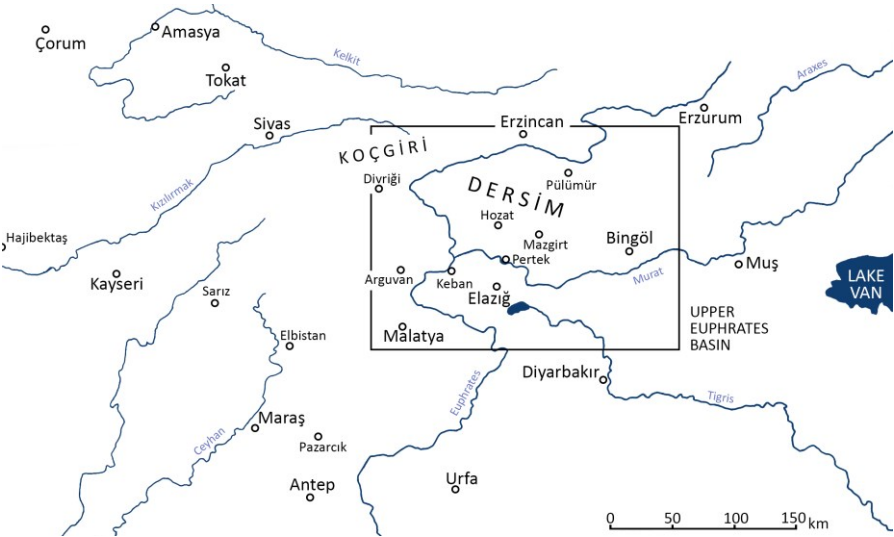 Çorum
Amasya
Kelkit
Tokat
Araxes
Erzurum
Sivas
Erzincan
KOÇGİRİ
Divriği
Pülümür
DERSİM
Kızılırmak
Hozat
Mazgirt
Bingöl
Hajibektaş
Pertek
Muş
Kayseri
Arguvan
Keban
Murat
LAKE
VAN
Sarız
Elazığ
UPPER
EUPHRATES
BASIN
Elbistan
Malatya
Diyarbakır
Euphrates
Tigris
Maraş
Ceyhan
Pazarcık
Antep
Urfa
0 50 100 150 km